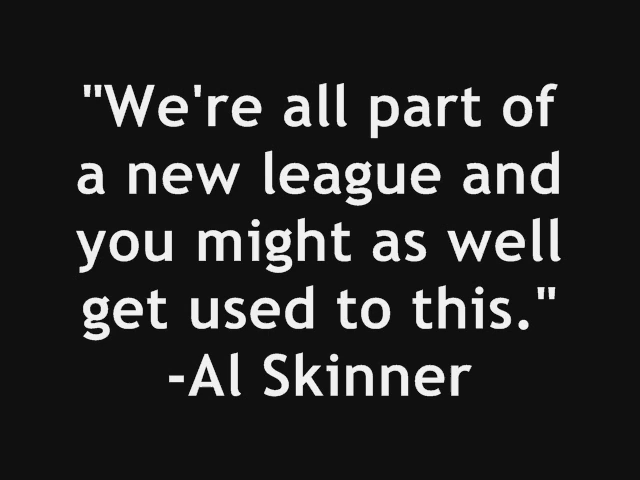 "We're all part of
a new league and
you might as well
get used to this."
-Al Skinner